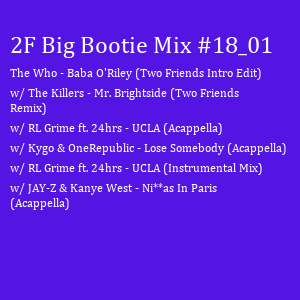 2F Big Bootie Mix #18_01
The Who - Baba O'Riley (Two Friends Intro Edit)
w/ The Killers - Mr. Brightside (Two Friends
Remix)
w/ RL Grime ft. 24hrs - UCLA (Acappella)
w/ Kygo & OneRepublic - Lose Somebody (Acappella)
w/ RL Grime ft. 24hrs - UCLA (Instrumental Mix)
w/ JAY-Z & Kanye West - Ni**as In Paris
(Acappella)